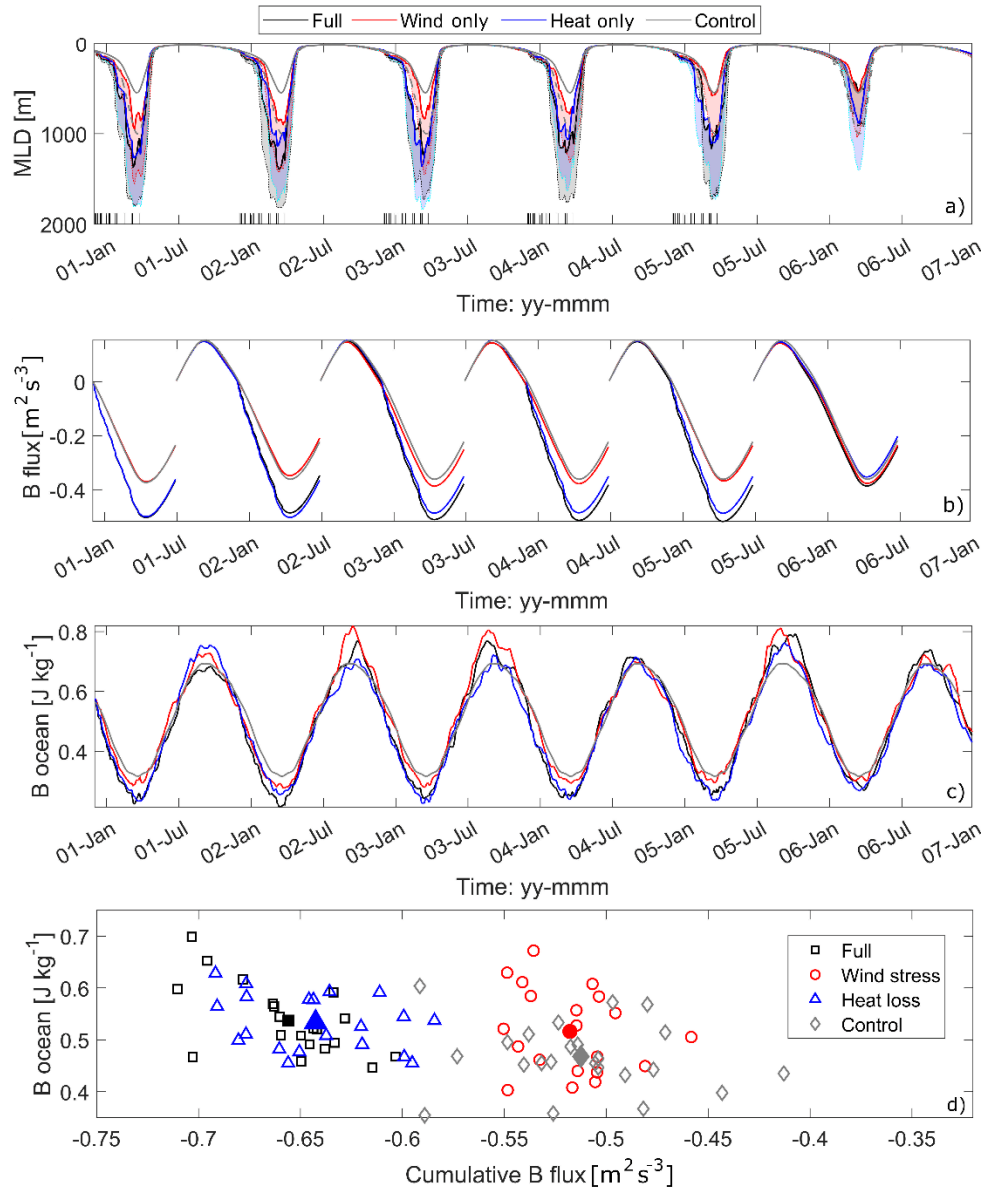 Full Wind only Heat only Control
0
1000
2000
MLD [m]
a)
01-Jan 01-Jul 02-Jan 02-Jul 03-Jan 03-Jul 04-Jan 04-Jul 05-Jan 05-Jul 06-Jan 06-Jul 07-Jan
Time: yy-mmm
0
-0.2
-0.4
B flux [m² s⁻³]
b)
01-Jan 01-Jul 02-Jan 02-Jul 03-Jan 03-Jul 04-Jan 04-Jul 05-Jan 05-Jul 06-Jan 06-Jul 07-Jan
Time: yy-mmm
0.8
0.6
0.4
B ocean [J kg⁻¹]
c)
01-Jan 01-Jul 02-Jan 02-Jul 03-Jan 03-Jul 04-Jan 04-Jul 05-Jan 05-Jul 06-Jan 06-Jul 07-Jan
Time: yy-mmm
0.7
0.6
0.5
0.4
B ocean [J kg⁻¹]
Full
Wind stress
Heat loss
Control
d)
-0.75 -0.7 -0.65 -0.6 -0.55 -0.5 -0.45 -0.4 -0.35
Cumulative B flux [m² s⁻³]